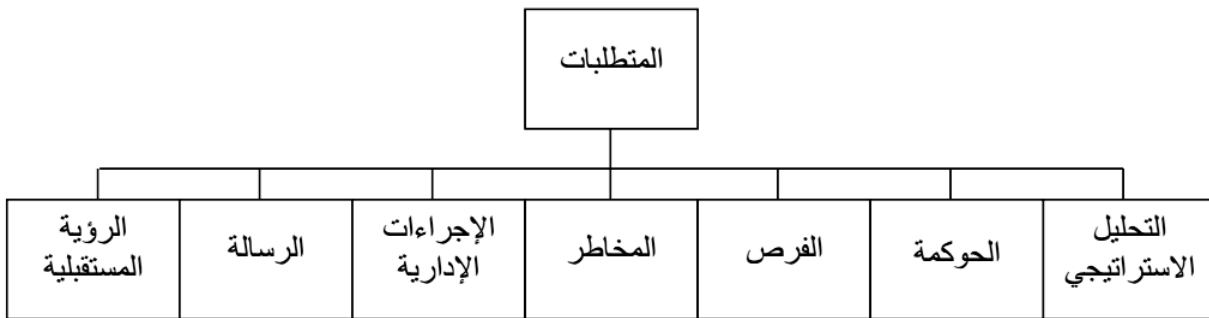 المتطلبات
التحليل
الاستراتيجي
الحوكمة
الفرص
المخاطر
الإجراءات
الإدارية
الرسالة
الرؤية
المستقبلية